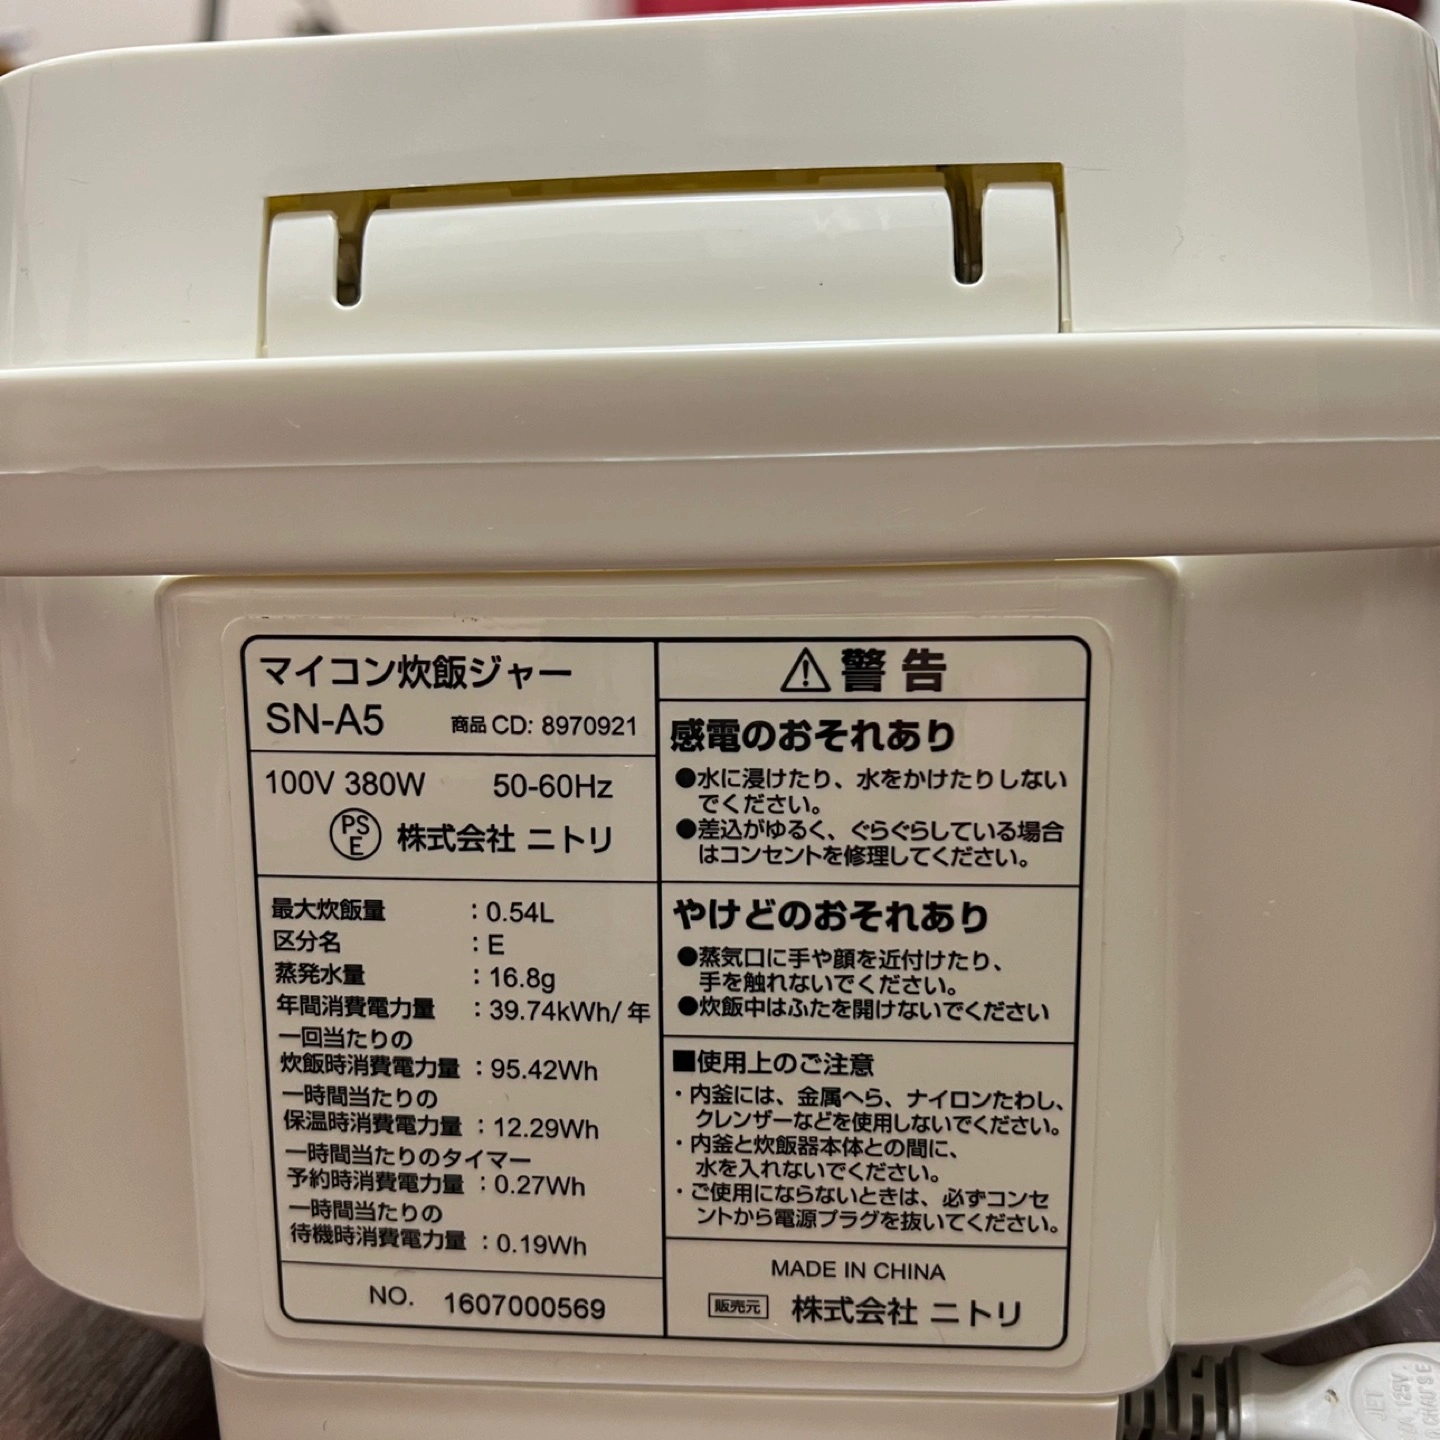 マイコン炊飯ジャー
SN-A5 商品CD: 8970921
100V 380W 50-60Hz
PSE 株式会社 ニトリ
最大炊飯量 : 0.54L
区分名 : E
蒸発水量 : 16.8g
年間消費電力量 : 39.74kWh/年
一回当たりの
炊飯時消費電力量 : 95.42Wh
一時間当たりの
保温時消費電力量 : 12.29Wh
一時間当たりのタイマー
予約時消費電力量 : 0.27Wh
一時間当たりの
待機時消費電力量 : 0.19Wh
NO. 1607000569
⚠警告
感電のおそれあり
●水に浸けたり、水をかけたりしない
でください。
●差込がゆるく、ぐらぐらしている場合
はコンセントを修理してください。
やけどのおそれあり
●蒸気口に手や顔を近付けたり、
手を触れないでください。
●炊飯中はふたを開けないでください
■使用上のご注意
・内釜には、金属へら、ナイロンたわし、
クレンザーなどを使用しないでください。
・内釜と炊飯器本体との間に、
水を入れないでください。
・ご使用にならないときは、必ずコンセ
ントから電源プラグを抜いてください。
MADE IN CHINA
販売元 株式会社 ニトリ
JET
125V